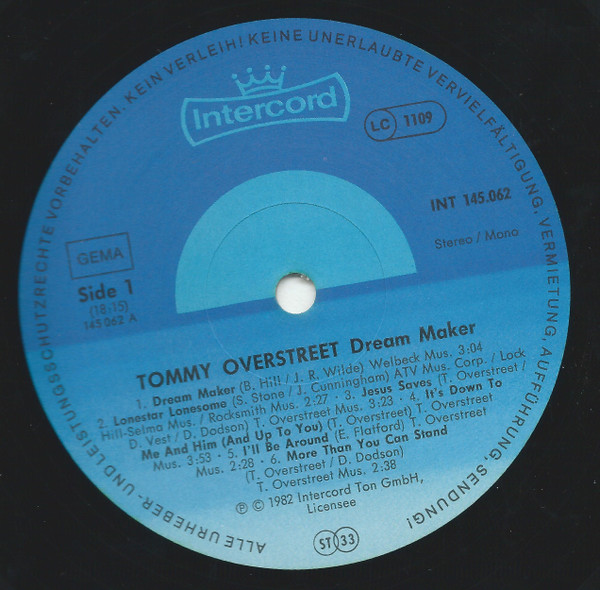 ALLE URHEBER- UND LEISTUNGSSCHUTZRECHTE VORBEHALTEN. KEIN VERLEIH! KEINE UNERLAUBTE VERVIELFÄLTIGUNG, VERMIETUNG, AUFFÜHRUNG, SENDUNG!
Intercord
LC 1109
INT 145.062
Stereo / Mono
GEMA
Side 1
(18:15)
145 062 A
TOMMY OVERSTREET Dream Maker
1. Dream Maker (B. Hill / J. R. Wilde) Welbeck Mus. 3:04
2. Lonestar Lonesome (S. Stone / J. Cunningham) ATV Mus. Corp. / Lock
Hill-Selma Mus. / Rocksmith Mus. 2:27 · 3. Jesus Saves (T. Overstreet /
D. Vest / D. Dodson) T. Overstreet Mus. 3:23 · 4. It's Down To
Me And Him (And Up To You) (T. Overstreet) T. Overstreet
Mus. 3:53 · 5. I'll Be Around (E. Flatford) T. Overstreet
Mus. 2:28 · 6. More Than You Can Stand
(T. Overstreet / D. Dodson)
T. Overstreet Mus. 2:38
Ⓟ © 1982 Intercord Ton GmbH,
Licensee
ST 33